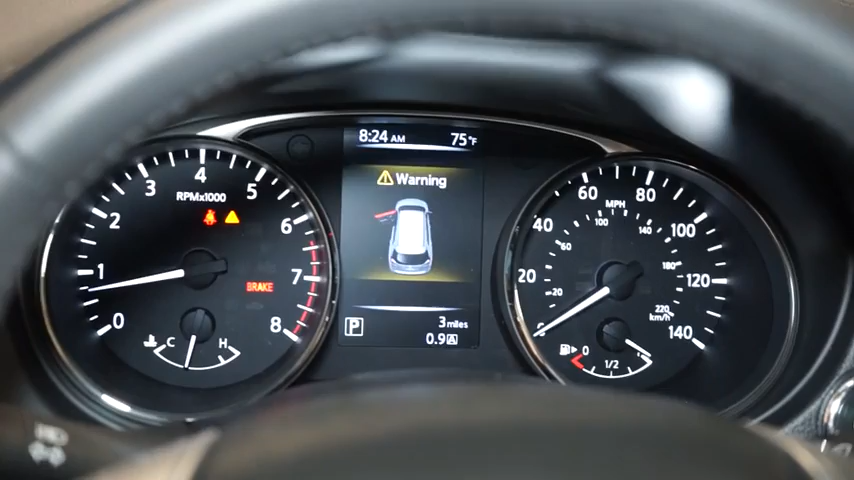 8:24 AM 75°F
Warning
P 3 miles
0.9 A
RPMx1000
0 1 2 3 4 5 6 7 8
BRAKE
C H
MPH
0 20 40 60 80 100 120 140
20 60 100 140 180 220
km/h
0 1/2